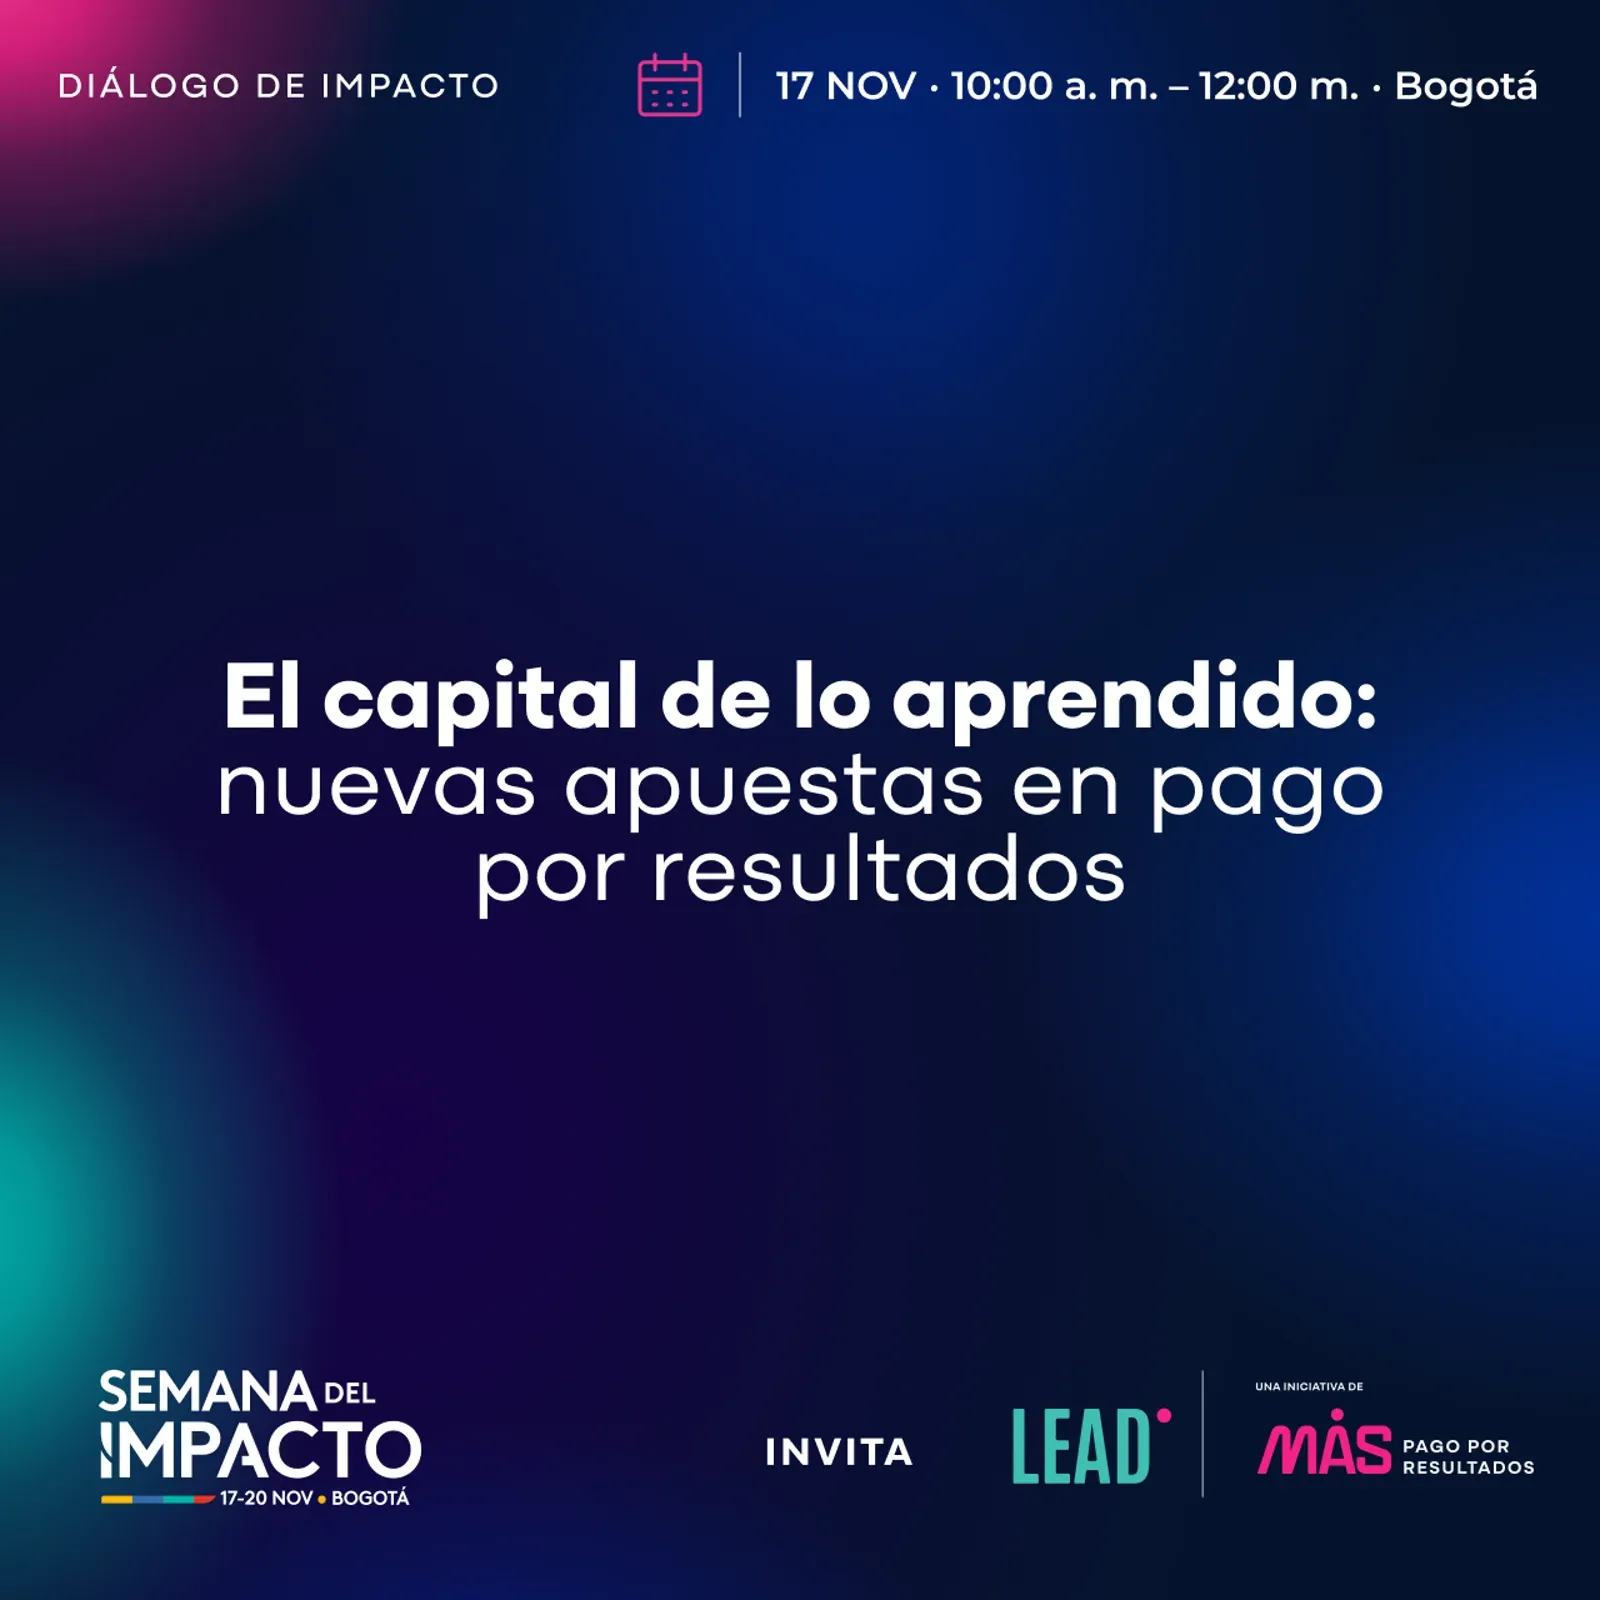 DIÁLOGO DE IMPACTO
17 NOV · 10:00 a. m. – 12:00 m. · Bogotá
El capital de lo aprendido:
nuevas apuestas en pago
por resultados
SEMANA DEL
IMPACTO
17-20 NOV • BOGOTÁ
INVITA
LEAD
UNA INICIATIVA DE
MÁS
PAGO POR
RESULTADOS